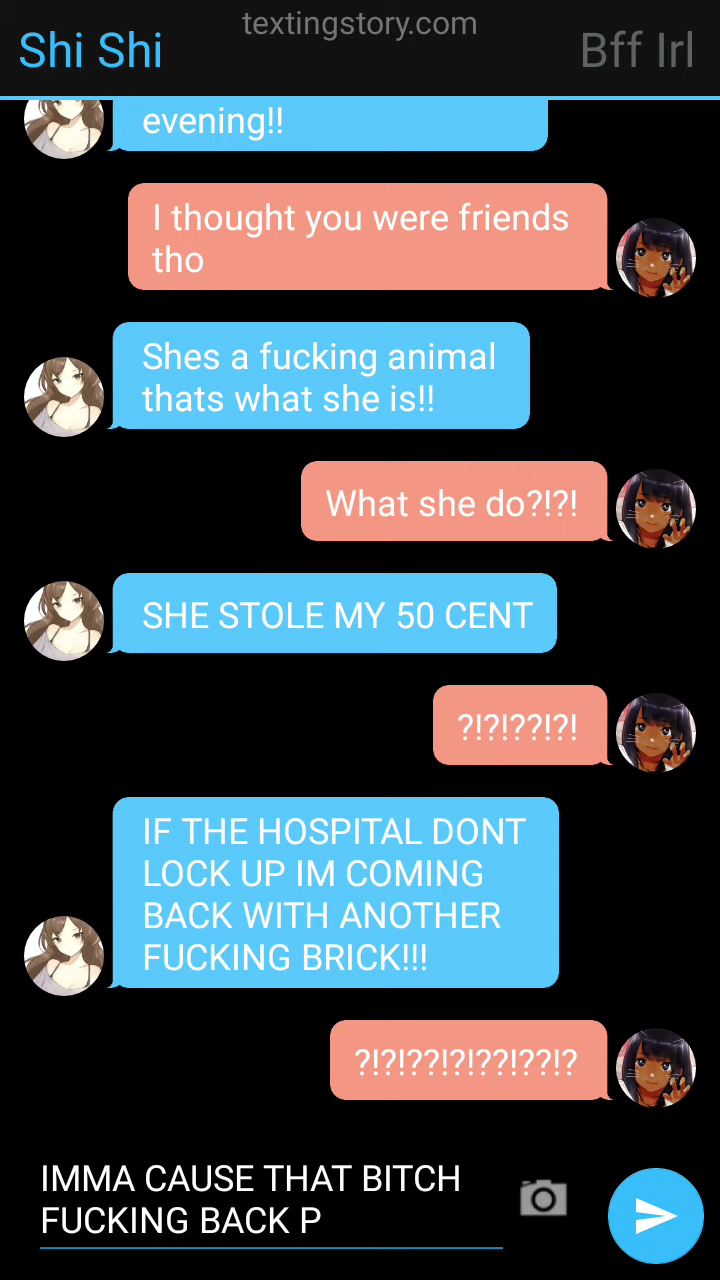 textingstory.com
Shi Shi
Bff Irl
evening!!
I thought you were friends
tho
Shes a fucking animal
thats what she is!!
What she do?!?!
SHE STOLE MY 50 CENT
?!?!??!?!
IF THE HOSPITAL DONT
LOCK UP IM COMING
BACK WITH ANOTHER
FUCKING BRICK!!!
?!?!??!?!??!??!?
IMMA CAUSE THAT BITCH
FUCKING BACK P